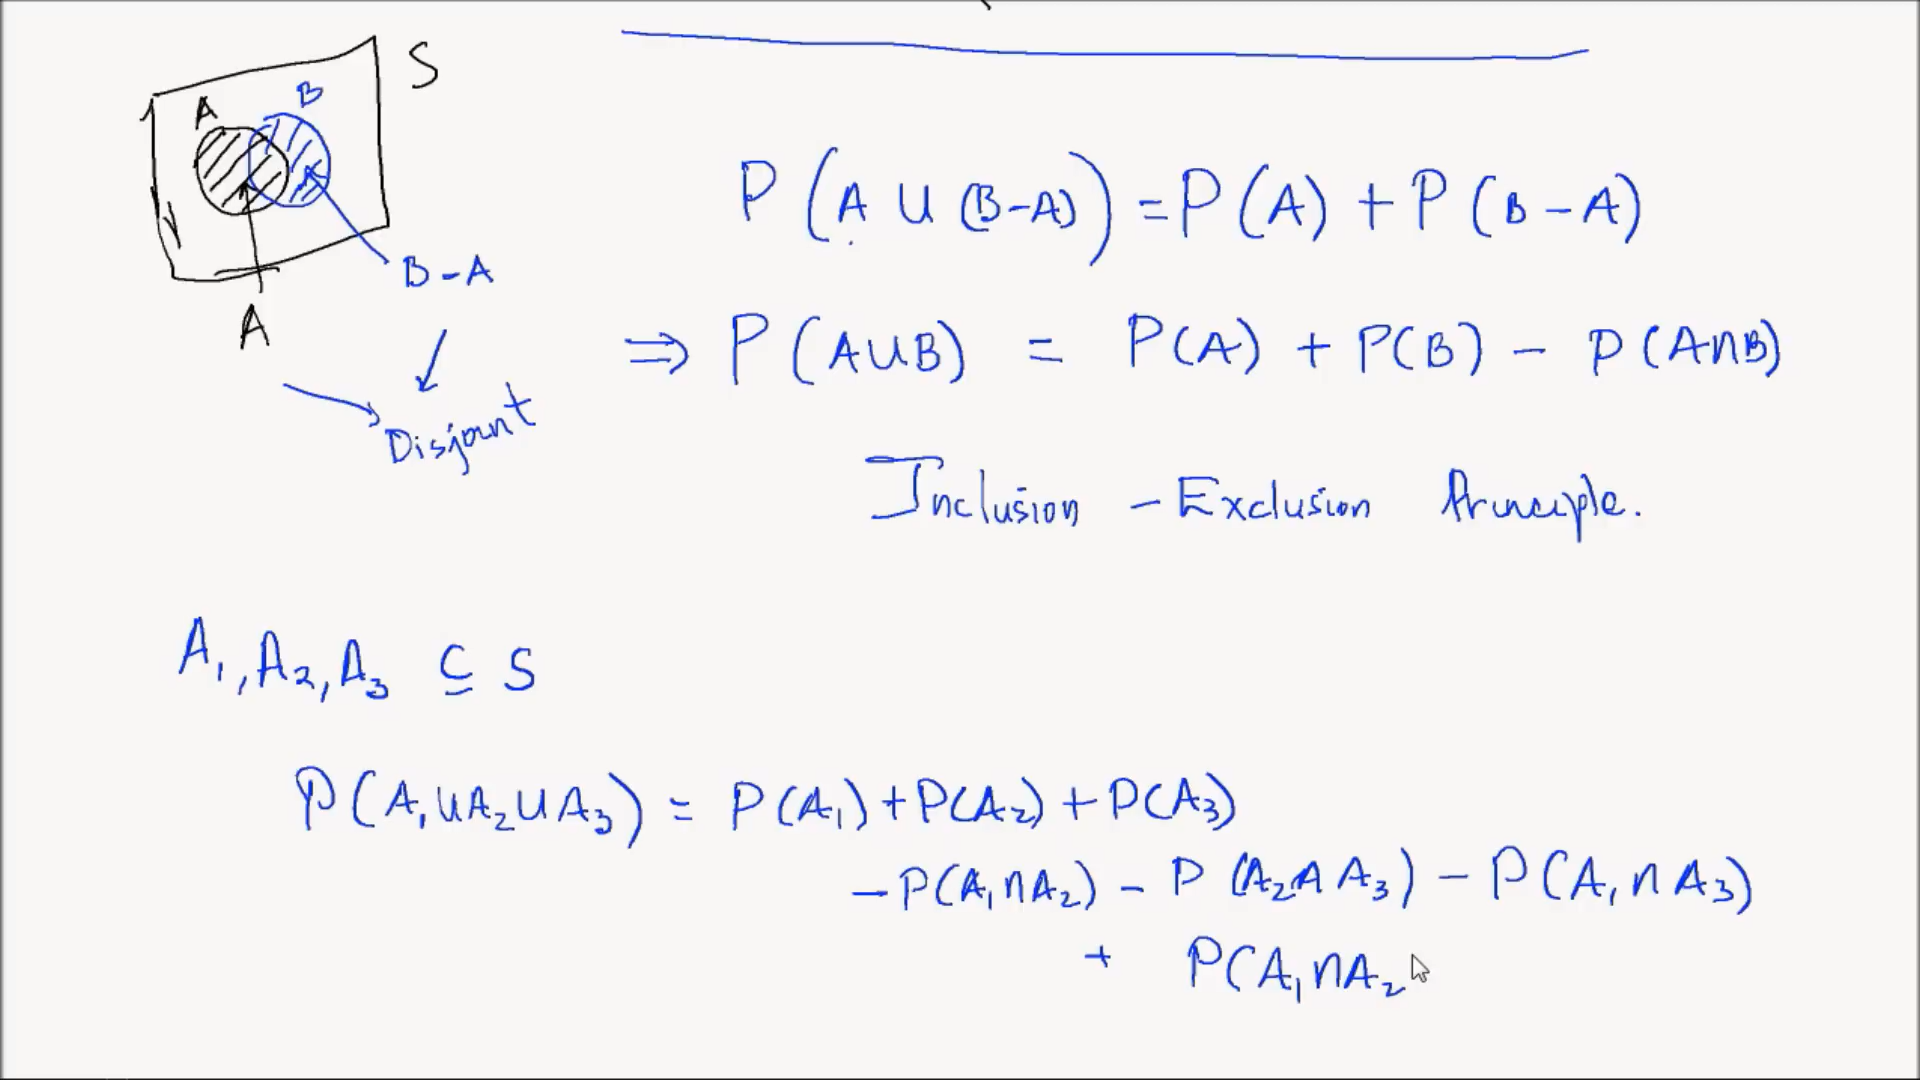 S
A
B
B - A
A
Disjoint
P(A ∪ (B-A)) = P(A) + P(B - A)
⇒ P(A∪B) = P(A) + P(B) - P(A∩B)
Inclusion - Exclusion Principle.
A₁, A₂, A₃ ⊆ S
P(A₁∪A₂∪A₃) = P(A₁) + P(A₂) + P(A₃)
- P(A₁∩A₂) - P(A₂∩A₃) - P(A₁∩A₃)
+ P(A₁∩A₂